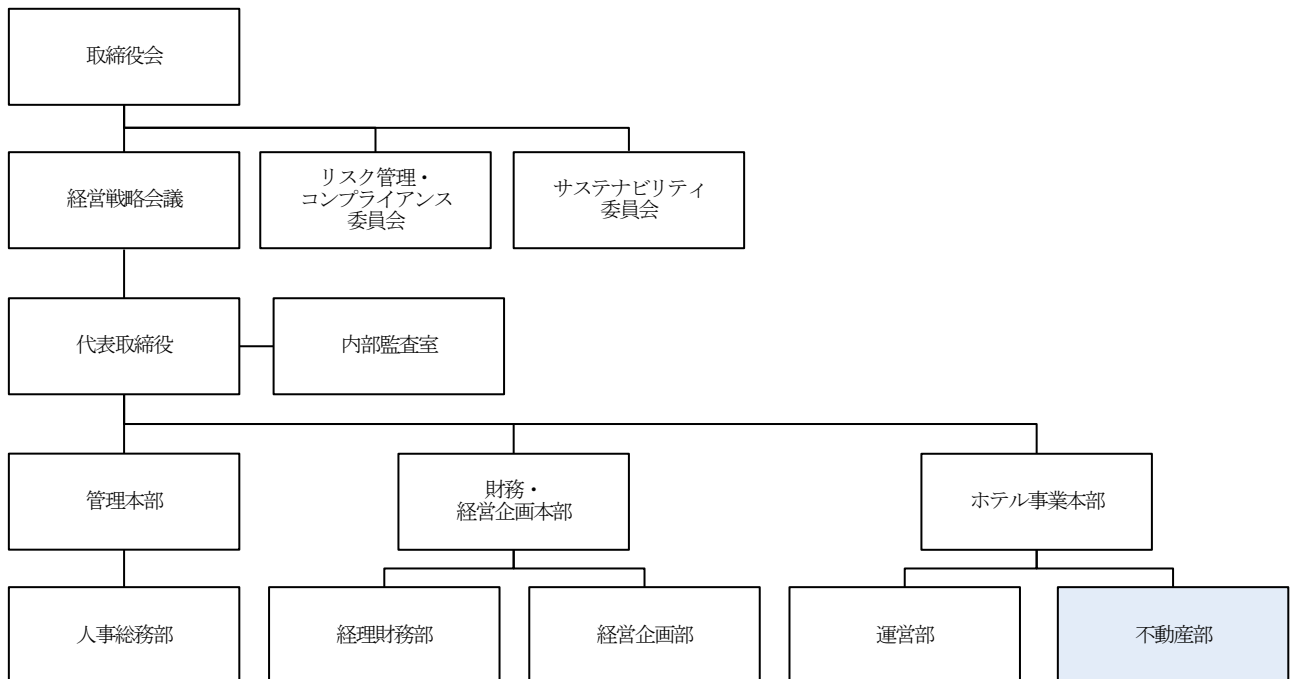 取締役会
経営戦略会議
リスク管理・
コンプライアンス
委員会
サステナビリティ
委員会
代表取締役
内部監査室
管理本部
財務・
経営企画本部
ホテル事業本部
人事総務部
経理財務部
経営企画部
運営部
不動産部